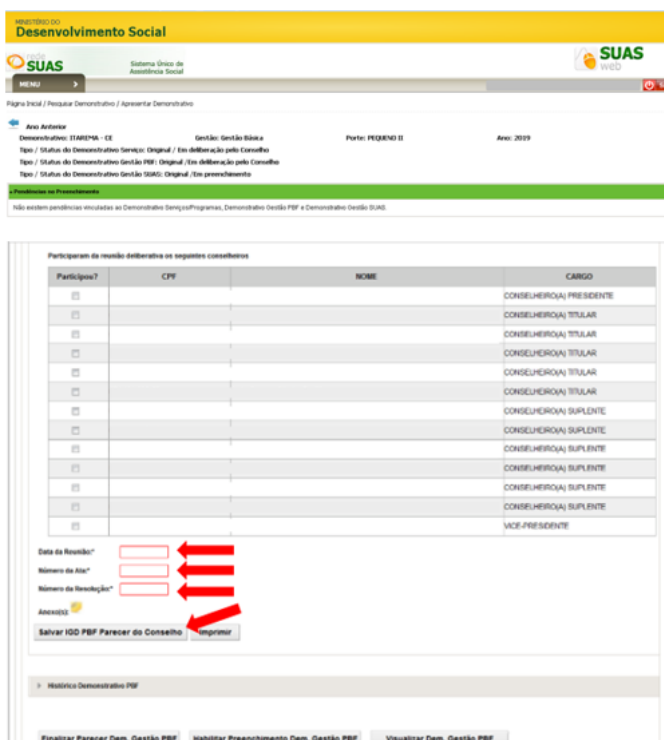 MINISTÉRIO DO
Desenvolvimento Social
rede
SUAS
Sistema Único de
Assistência Social
SUAS
web
MENU
Página Inicial / Pesquisar Demonstrativo / Apresentar Demonstrativo
Ano Anterior
Demonstrativo: ITAREMA - CE Gestão: Gestão Básica Porte: PEQUENO II Ano: 2019
Tipo / Status do Demonstrativo Serviço: Original / Em deliberação pelo Conselho
Tipo / Status do Demonstrativo Gestão PBF: Original /Em deliberação pelo Conselho
Tipo / Status do Demonstrativo Gestão SUAS: Original /Em preenchimento
Pendências no Preenchimento
Não existem pendências vinculadas ao Demonstrativo Serviços/Programas, Demonstrativo Gestão PBF e Demonstrativo Gestão SUAS.
Participaram da reunião deliberativa os seguintes conselheiros
Participou? CPF NOME CARGO
CONSELHEIRO(A) PRESIDENTE
CONSELHEIRO(A) TITULAR
CONSELHEIRO(A) TITULAR
CONSELHEIRO(A) TITULAR
CONSELHEIRO(A) TITULAR
CONSELHEIRO(A) TITULAR
CONSELHEIRO(A) SUPLENTE
CONSELHEIRO(A) SUPLENTE
CONSELHEIRO(A) SUPLENTE
CONSELHEIRO(A) SUPLENTE
CONSELHEIRO(A) SUPLENTE
CONSELHEIRO(A) SUPLENTE
VICE-PRESIDENTE
Data da Reunião:*
Número da Ata:*
Número da Resolução:*
Anexo(s):
Salvar IGD PBF Parecer do Conselho Imprimir
Histórico Demonstrativo PBF
Finalizar Parecer Dem. Gestão PBF Habilitar Preenchimento Dem. Gestão PBF Visualizar Dem. Gestão PBF